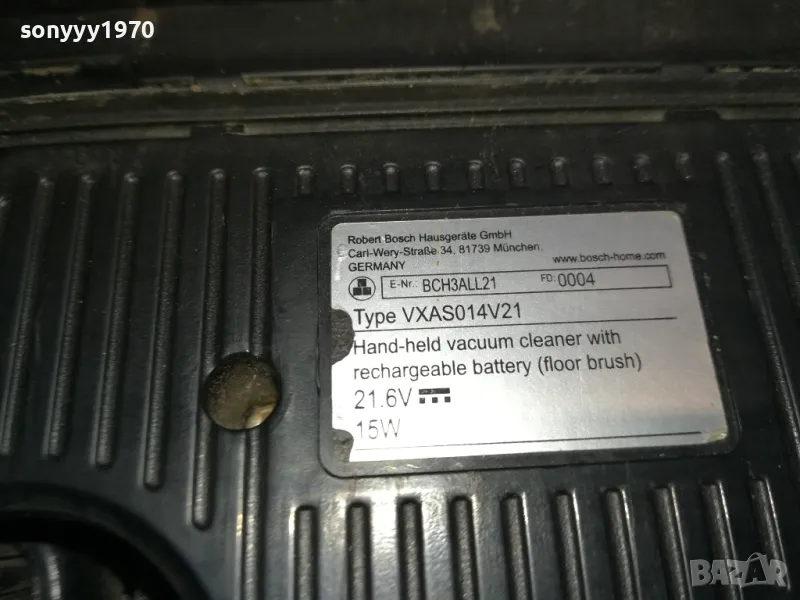 sonyyy1970
Robert Bosch Hausgeräte GmbH
Carl-Wery-Straße 34, 81739 München.
GERMANY
www.bosch-home.com
E-Nr.: BCH3ALL21 FD: 0004
Type VXAS014V21
Hand-held vacuum cleaner with
rechargeable battery (floor brush)
21.6V
15W
BAZAR